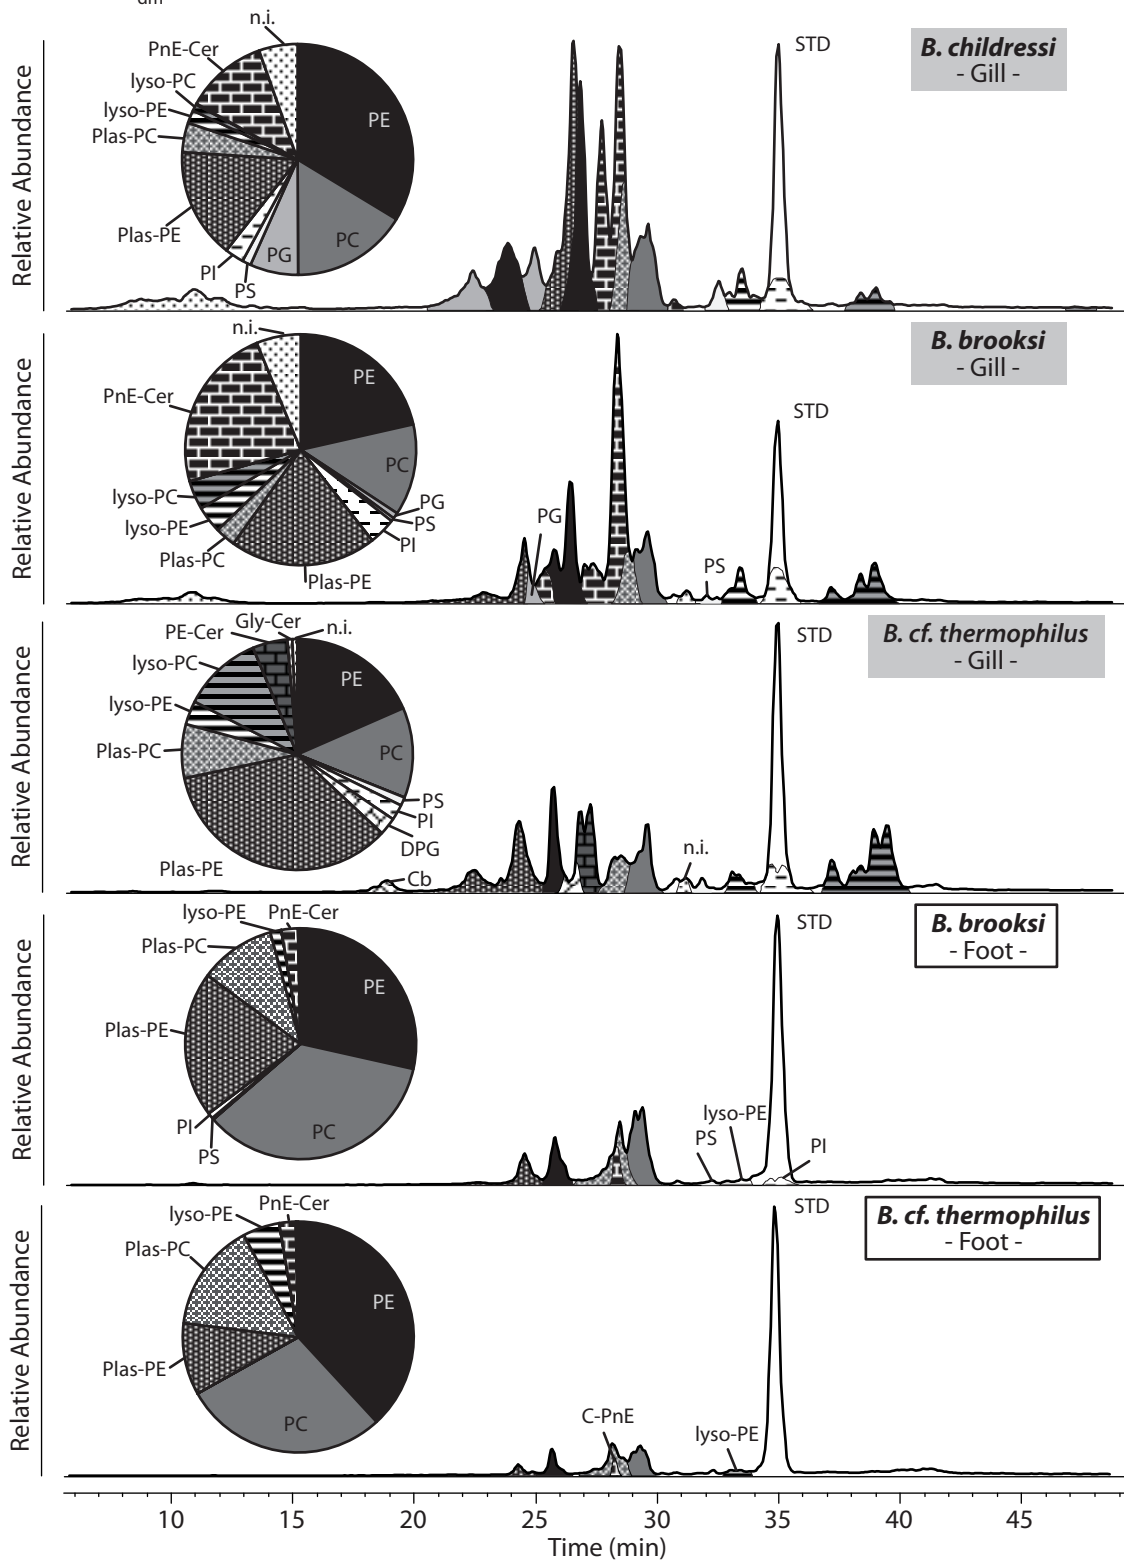 dm
n.i.
PnE-Cer
lyso-PC
lyso-PE
Plas-PC
Plas-PE
PI
PS
PG
PC
PE
STD
B. childressi
- Gill -
Relative Abundance
n.i.
PnE-Cer
lyso-PC
lyso-PE
Plas-PC
Plas-PE
PI
PS
PG
PC
PE
PG
PS
STD
B. brooksi
- Gill -
Relative Abundance
Gly-Cer
n.i.
PE-Cer
lyso-PC
lyso-PE
Plas-PC
Plas-PE
DPG
PI
PS
PC
PE
Cb
n.i.
STD
B. cf. thermophilus
- Gill -
Relative Abundance
lyso-PE
PnE-Cer
Plas-PC
Plas-PE
PI
PS
PC
PE
lyso-PE
PS
PI
STD
B. brooksi
- Foot -
Relative Abundance
PnE-Cer
lyso-PE
Plas-PC
Plas-PE
PC
PE
C-PnE
lyso-PE
STD
B. cf. thermophilus
- Foot -
Relative Abundance
10 15 20 25 30 35 40 45
Time (min)